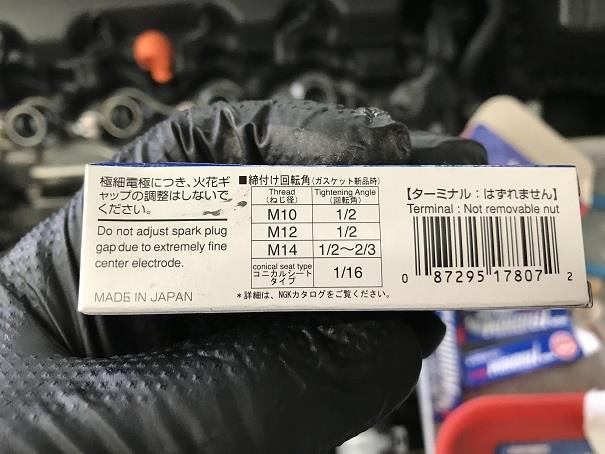 極細電極につき、火花ギ
ャップの調整はしないで
ください。
Do not adjust spark plug
gap due to extremely fine
center electrode.
MADE IN JAPAN
■締付け回転角(ガスケット新品時)
Thread Tightening Angle
(ねじ径) (回転角)
M10 1/2
M12 1/2
M14 1/2～2/3
conical seat type
コニカルシート 1/16
タイプ
*詳細は、NGKカタログをご覧ください。
【ターミナル：はずれません】
Terminal : Not removable nut
0 87295 17807 2